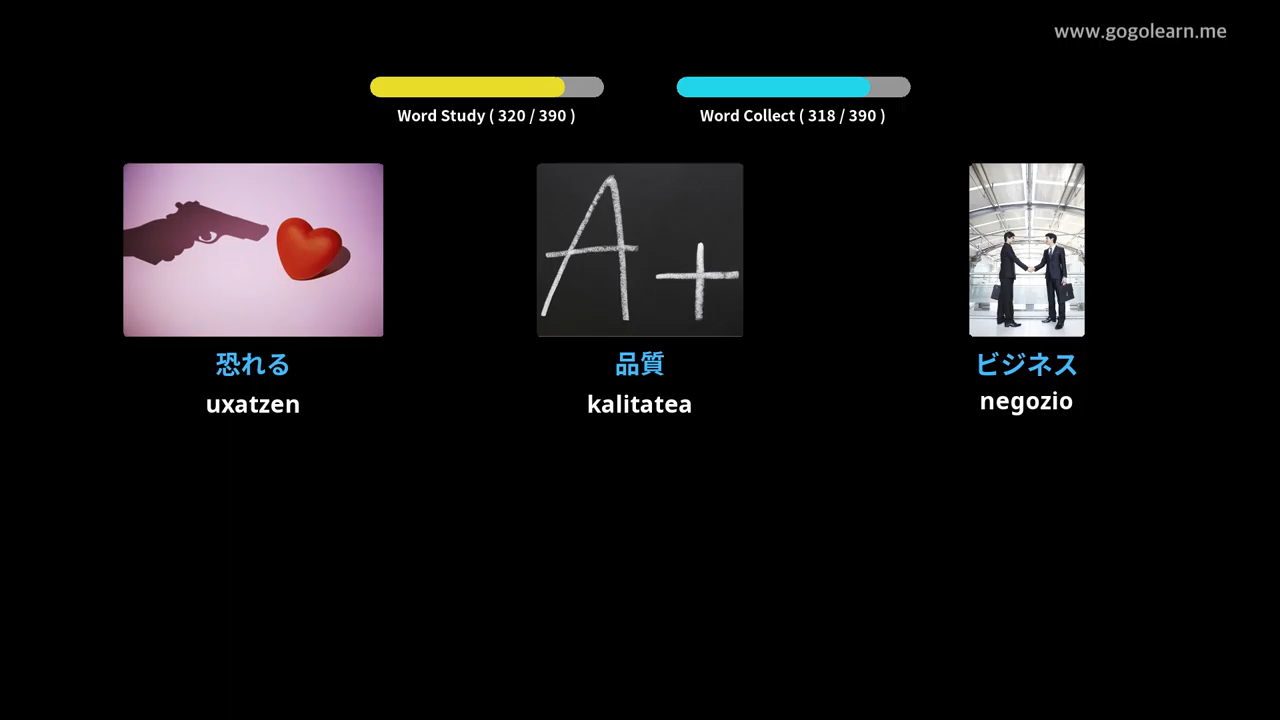 www.gogolearn.me
Word Study ( 320 / 390 )
Word Collect ( 318 / 390 )
A+
恐れる
uxatzen
品質
kalitatea
ビジネス
negozio